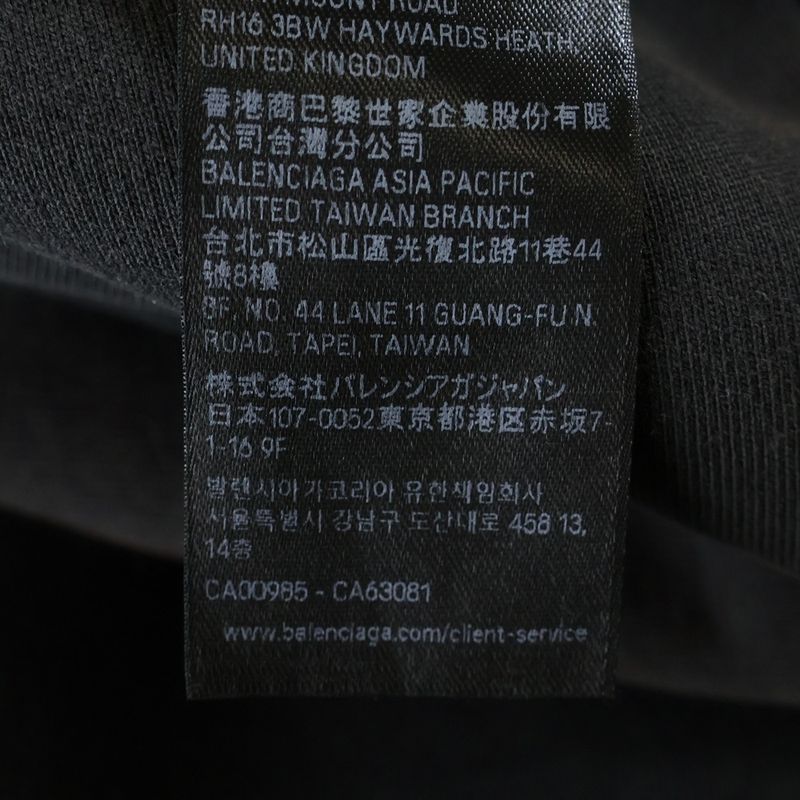 MOUNT ROAD
RH16 3BW HAYWARDS HEATH,
UNITED KINGDOM
香港商巴黎世家企業股份有限
公司台灣分公司
BALENCIAGA ASIA PACIFIC
LIMITED TAIWAN BRANCH
台北市松山區光復北路11巷44
號8樓
8F. NO. 44 LANE 11 GUANG-FU N.
ROAD, TAPEI, TAIWAN
株式会社バレンシアガジャパン
日本107-0052東京都港区赤坂7-
1-16 9F
발렌시아가코리아 유한책임회사
서울특별시 강남구 도산대로 458 13,
14층
CA00985 - CA63081
www.balenciaga.com/client-service